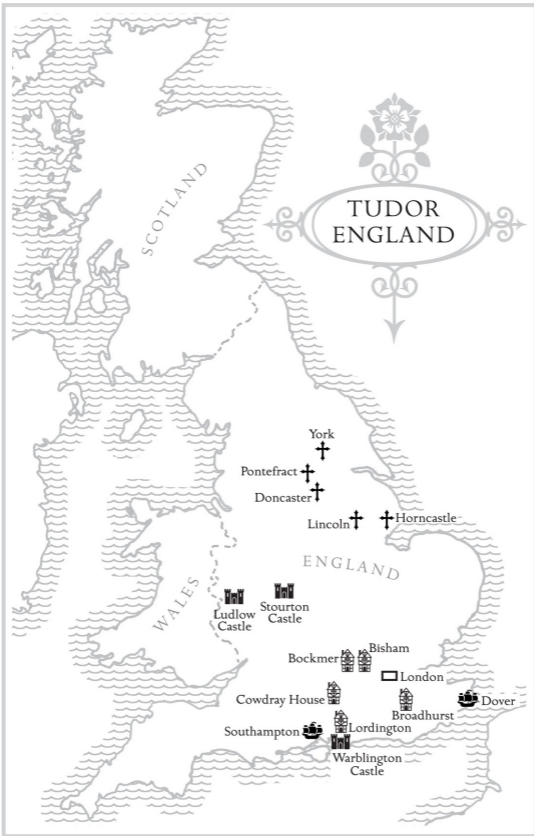 SCOTLAND
TUDOR
ENGLAND
York
Pontefract
Doncaster
Lincoln
Horncastle
ENGLAND
WALES
Ludlow
Castle
Stourton
Castle
Bockmer
Bisham
London
Cowdray House
Broadhurst
Dover
Southampton
Lordington
Warblington
Castle